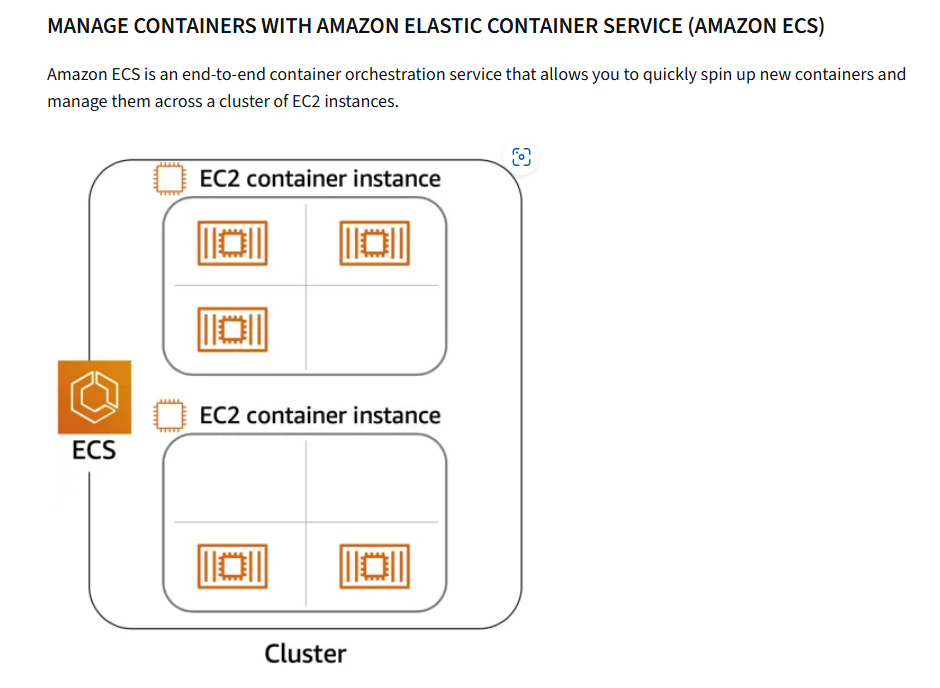 MANAGE CONTAINERS WITH AMAZON ELASTIC CONTAINER SERVICE (AMAZON ECS)
Amazon ECS is an end-to-end container orchestration service that allows you to quickly spin up new containers and
manage them across a cluster of EC2 instances.
EC2 container instance
ECS
EC2 container instance
Cluster